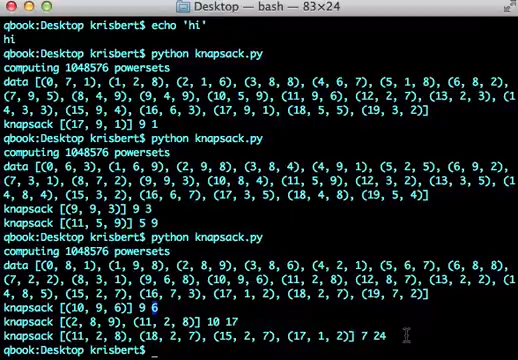 Desktop — bash — 83×24
qbook:Desktop krisbert$ echo 'hi'
hi
qbook:Desktop krisbert$ python knapsack.py
computing 1048576 powersets
data [(0, 7, 1), (1, 2, 8), (2, 1, 6), (3, 8, 8), (4, 6, 7), (5, 1, 8), (6, 8, 2),
(7, 9, 5), (8, 4, 9), (9, 4, 9), (10, 5, 9), (11, 9, 6), (12, 2, 7), (13, 2, 3), (1
4, 3, 3), (15, 9, 4), (16, 6, 3), (17, 9, 1), (18, 5, 5), (19, 3, 2)]
knapsack [(17, 9, 1)] 9 1
qbook:Desktop krisbert$ python knapsack.py
computing 1048576 powersets
data [(0, 6, 3), (1, 6, 9), (2, 9, 8), (3, 8, 4), (4, 9, 1), (5, 2, 5), (6, 9, 2),
(7, 3, 1), (8, 7, 2), (9, 9, 3), (10, 8, 4), (11, 5, 9), (12, 3, 2), (13, 3, 5), (1
4, 8, 4), (15, 3, 2), (16, 6, 7), (17, 3, 5), (18, 4, 8), (19, 5, 4)]
knapsack [(9, 9, 3)] 9 3
knapsack [(11, 5, 9)] 5 9
qbook:Desktop krisbert$ python knapsack.py
computing 1048576 powersets
data [(0, 8, 1), (1, 9, 8), (2, 8, 9), (3, 8, 6), (4, 2, 1), (5, 6, 7), (6, 8, 8),
(7, 2, 2), (8, 3, 1), (9, 6, 8), (10, 9, 6), (11, 2, 8), (12, 3, 7), (13, 2, 2), (1
4, 8, 5), (15, 2, 7), (16, 7, 3), (17, 1, 2), (18, 2, 7), (19, 7, 2)]
knapsack [(10, 9, 6)] 9 6
knapsack [(2, 8, 9), (11, 2, 8)] 10 17
knapsack [(11, 2, 8), (18, 2, 7), (15, 2, 7), (17, 1, 2)] 7 24
qbook:Desktop krisbert$ _